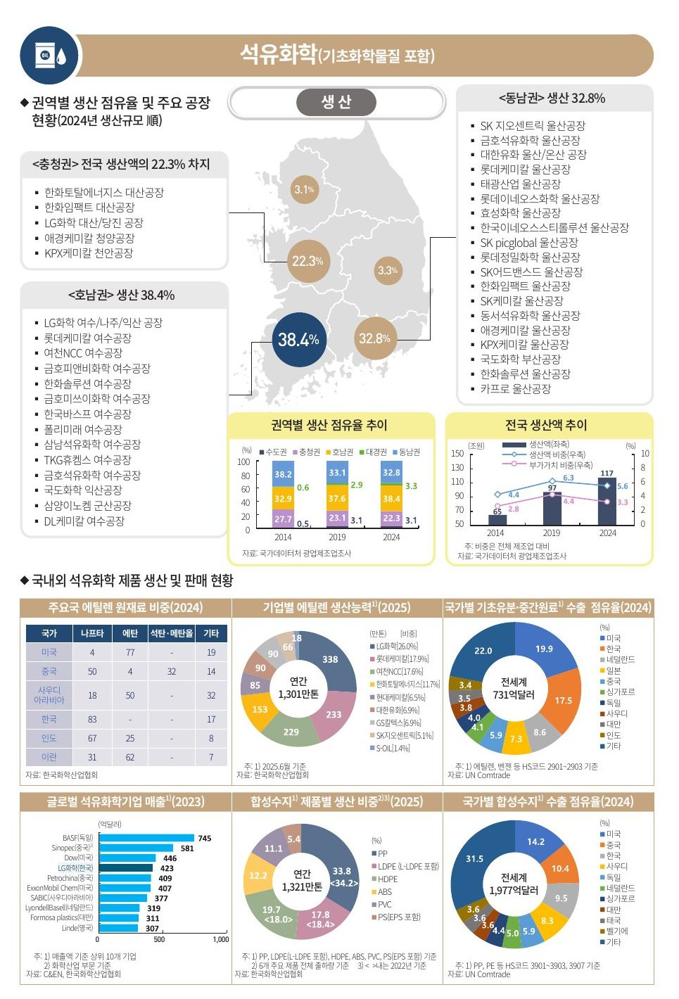 OIL
석유화학(기초화학물질 포함)
◆ 권역별 생산 점유율 및 주요 공장
현황(2024년 생산규모 順)
생 산
<충청권> 전국 생산액의 22.3% 차지
▪ 한화토탈에너지스 대산공장
▪ 한화임팩트 대산공장
▪ LG화학 대산/당진 공장
▪ 애경케미칼 청양공장
▪ KPX케미칼 천안공장
<호남권> 생산 38.4%
▪ LG화학 여수/나주/익산 공장
▪ 롯데케미칼 여수공장
▪ 여천NCC 여수공장
▪ 금호피앤비화학 여수공장
▪ 한화솔루션 여수공장
▪ 금호미쓰이화학 여수공장
▪ 한국바스프 여수공장
▪ 폴리미래 여수공장
▪ 삼남석유화학 여수공장
▪ TKG휴켐스 여수공장
▪ 금호석유화학 여수공장
▪ 국도화학 익산공장
▪ 삼양이노켐 군산공장
▪ DL케미칼 여수공장
3.1%
22.3%
3.3%
38.4%
32.8%
<동남권> 생산 32.8%
▪ SK 지오센트릭 울산공장
▪ 금호석유화학 울산공장
▪ 대한유화 울산/온산 공장
▪ 롯데케미칼 울산공장
▪ 태광산업 울산공장
▪ 롯데이네오스화학 울산공장
▪ 효성화학 울산공장
▪ 한국이네오스스티롤루션 울산공장
▪ SK picglobal 울산공장
▪ 롯데정밀화학 울산공장
▪ SK어드밴스드 울산공장
▪ 한화임팩트 울산공장
▪ SK케미칼 울산공장
▪ 동서석유화학 울산공장
▪ 애경케미칼 울산공장
▪ KPX케미칼 울산공장
▪ 국도화학 부산공장
▪ 한화솔루션 울산공장
▪ 카프로 울산공장
권역별 생산 점유율 추이
(%) 수도권 충청권 호남권 대경권 동남권
100
80
60
40
20
0
38.2 33.1 32.8
0.6 2.9 3.3
32.9 37.6 38.4
27.7 23.1 22.3
0.5 3.1 3.1
2014 2019 2024
자료: 국가데이터처 광업제조업조사
전국 생산액 추이
(조원) (%)
생산액(좌축)
생산액 비중(우축)
부가가치 비중(우축)
150 10
130 8
110 6
90 4
70 2
50 0
65 97 117
4.4 6.3 5.6
2.8 4.4 3.3
2014 2019 2024
주: 비중은 전체 제조업 대비
자료: 국가데이터처 광업제조업조사
◆ 국내외 석유화학 제품 생산 및 판매 현황
주요국 에틸렌 원재료 비중(2024)
국가 나프타 에탄 석탄·메탄올 기타
미국 4 77 - 19
중국 50 4 32 14
사우디
아라비아 18 50 - 32
한국 83 - - 17
인도 67 25 - 8
이란 31 62 - 7
자료: 한국화학산업협회
기업별 에틸렌 생산능력1)(2025)
(만톤) [비중]
338
233
229
153
85
90
90
66
18
연간
1,301만톤
LG화학[26.0%]
롯데케미칼[17.9%]
여천NCC[17.6%]
한화토탈에너지스[11.7%]
현대케미칼[6.5%]
대한유화[6.9%]
GS칼텍스[6.9%]
SK지오센트릭[5.1%]
S-OIL[1.4%]
주: 1) 2025.6월 기준
자료: 한국화학산업협회
국가별 기초유분·중간원료1) 수출 점유율(2024)
(%)
19.9
17.5
8.6
7.3
5.9
4.1
4.0
3.8
3.5
3.4
22.0
전세계
731억달러
미국
한국
네덜란드
일본
중국
싱가포르
독일
사우디
대만
인도
기타
주: 1) 에틸렌, 벤젠 등 HS코드 2901~2903 기준
자료: UN Comtrade
글로벌 석유화학기업 매출1)(2023)
(억달러)
BASF(독일) 745
Sinopec(중국)2) 581
Dow(미국) 446
LG화학(한국) 423
Petrochina(중국) 409
ExxonMobil Chem(미국) 407
SABIC(사우디아라비아) 377
LyondellBasell(네덜란드) 319
Formosa plastics(대만) 311
Linde(영국) 307
0 500 1,000
주: 1) 매출액 기준 상위 10개 기업
2) 화학산업 부문 기준
자료: C&EN, 한국화학산업협회
합성수지1) 제품별 생산 비중2)3)(2025)
(%)
33.8
<34.2>
17.8
<18.4>
19.7
<18.0>
12.2
11.1
5.4
연간
1,321만톤
PP
LDPE (L-LDPE 포함)
HDPE
ABS
PVC
PS(EPS 포함)
주: 1) PP, LDPE(L-LDPE 포함), HDPE, ABS, PVC, PS(EPS 포함) 기준
2) 6개 주요 제품 전체 출하량 기준 3) < >내는 2022년 기준
자료: 한국화학산업협회
국가별 합성수지1) 수출 점유율(2024)
(%)
14.2
10.4
9.5
8.3
5.9
5.0
4.4
3.6
3.6
3.6
31.5
전세계
1,977억달러
미국
중국
한국
사우디
독일
네덜란드
싱가포르
대만
태국
벨기에
기타
주: 1) PP, PE 등 HS코드 3901~3903, 3907 기준
자료: UN Comtrade